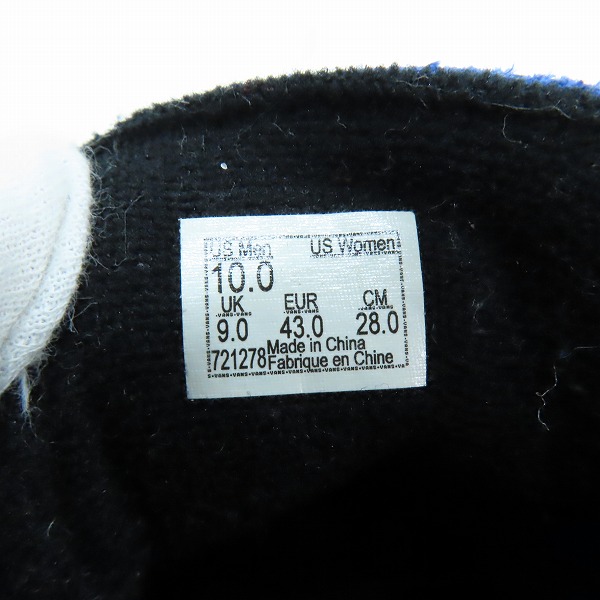 US Men US Women
10.0
UK EUR CM
9.0 43.0 28.0
721278 Made in China
Fabrique en Chine